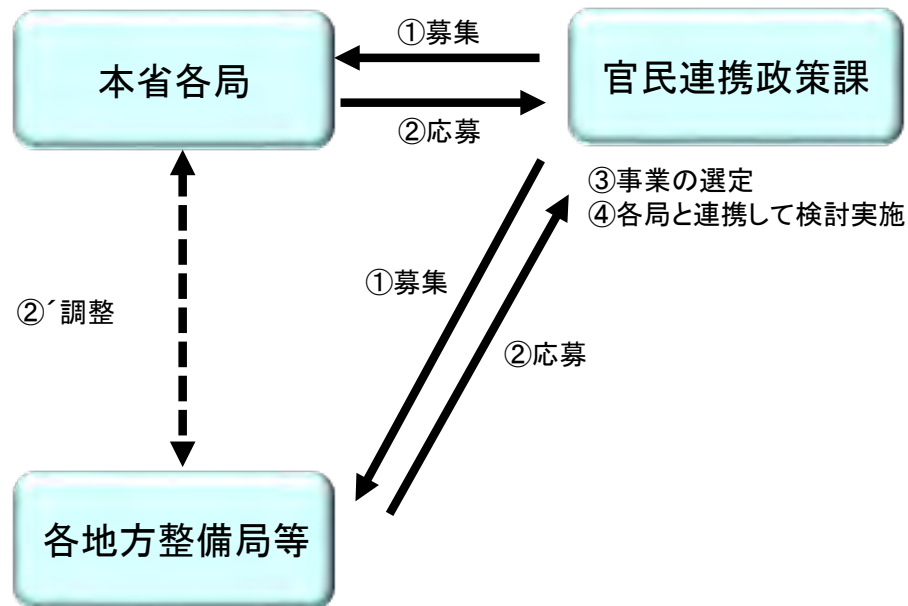 ①募集
本省各局
官民連携政策課
②応募
③事業の選定
④各局と連携して検討実施
①募集
②´調整
②応募
各地方整備局等